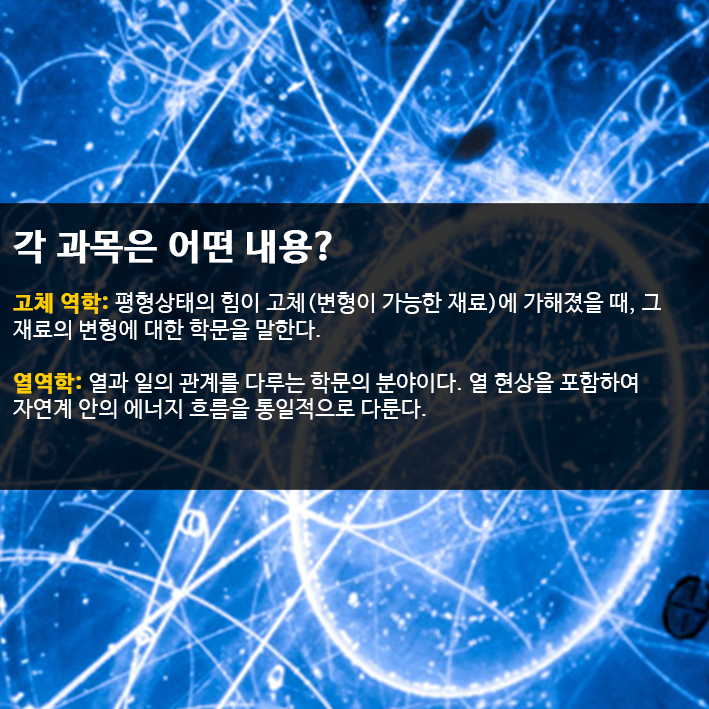 각 과목은 어떤 내용?
고체 역학: 평형상태의 힘이 고체(변형이 가능한 재료)에 가해졌을 때, 그
재료의 변형에 대한 학문을 말한다.
열역학: 열과 일의 관계를 다루는 학문의 분야이다. 열 현상을 포함하여
자연계 안의 에너지 흐름을 통일적으로 다룬다.